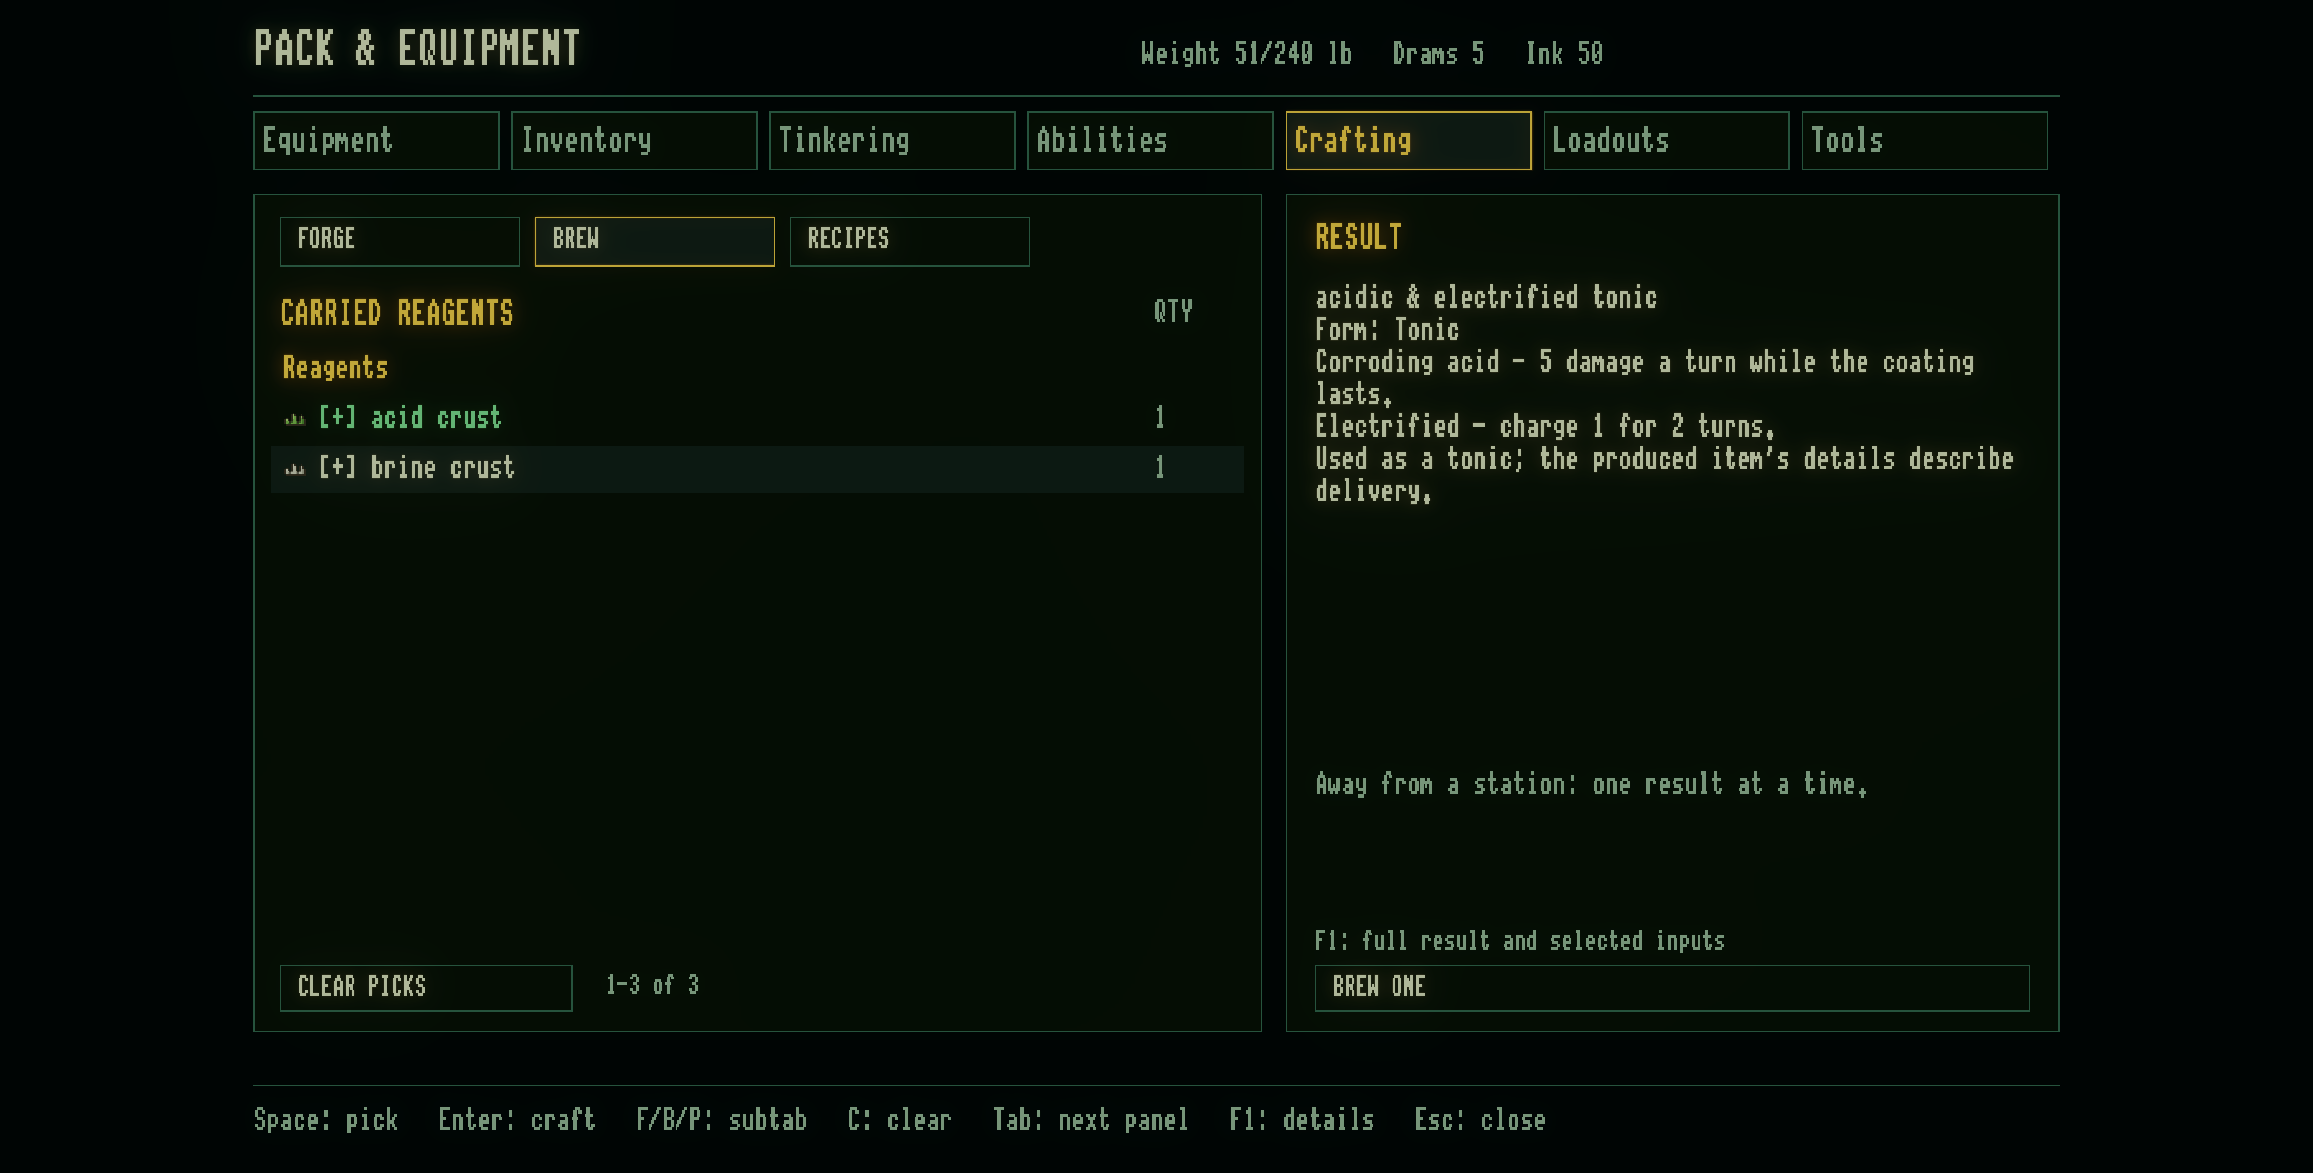 PACK & EQUIPMENT
Weight 51/240 lb   Drams 5   Ink 50
Equipment   Inventory   Tinkering   Abilities   Crafting   Loadouts   Tools
FORGE   BREW   RECIPES
CARRIED REAGENTS   QTY
Reagents
[+] acid crust   1
[+] brine crust   1
CLEAR PICKS   1-3 of 3
RESULT
acidic & electrified tonic
Form: Tonic
Corroding acid - 5 damage a turn while the coating
lasts.
Electrified - charge 1 for 2 turns.
Used as a tonic; the produced item's details describe
delivery.
Away from a station: one result at a time.
F1: full result and selected inputs
BREW ONE
Space: pick   Enter: craft   F/B/P: subtab   C: clear   Tab: next panel   F1: details   Esc: close